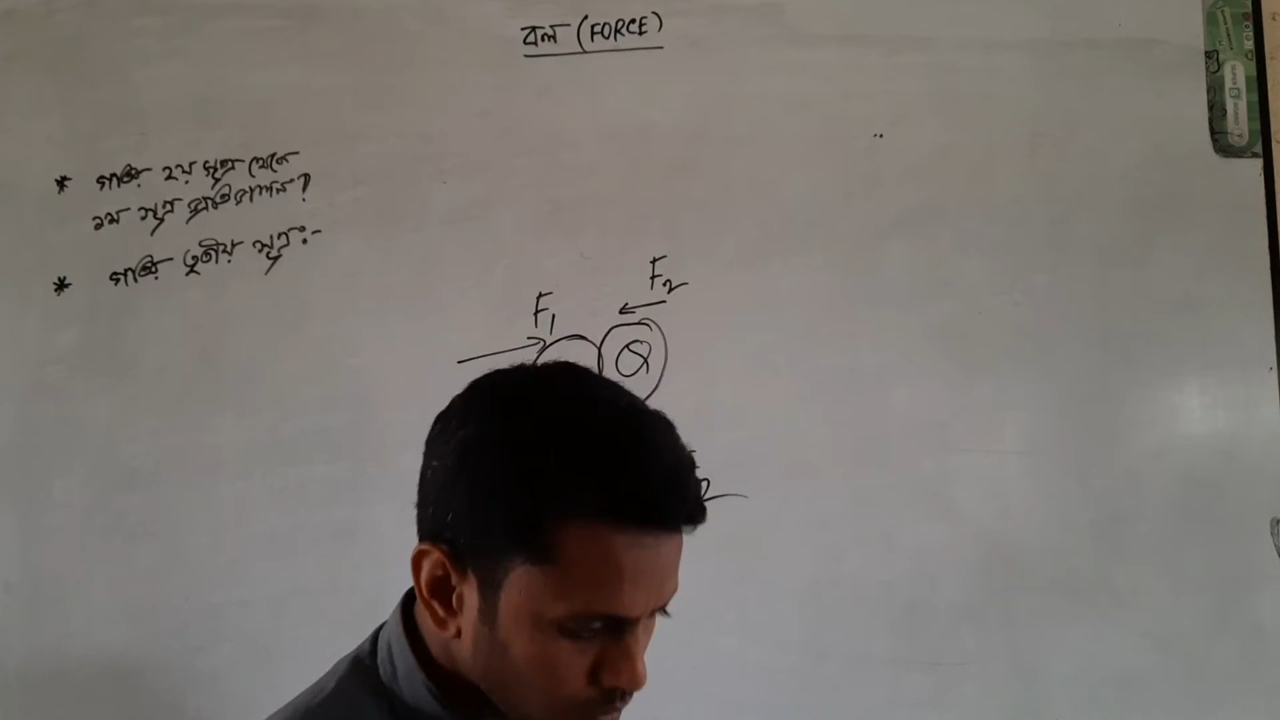 বল (FORCE)
* গতির ২য় সূত্র থেকে
১ম সূত্র প্রতিপাদন?
* গতির তৃতীয় সূত্র:-
F₂
F₁
Q